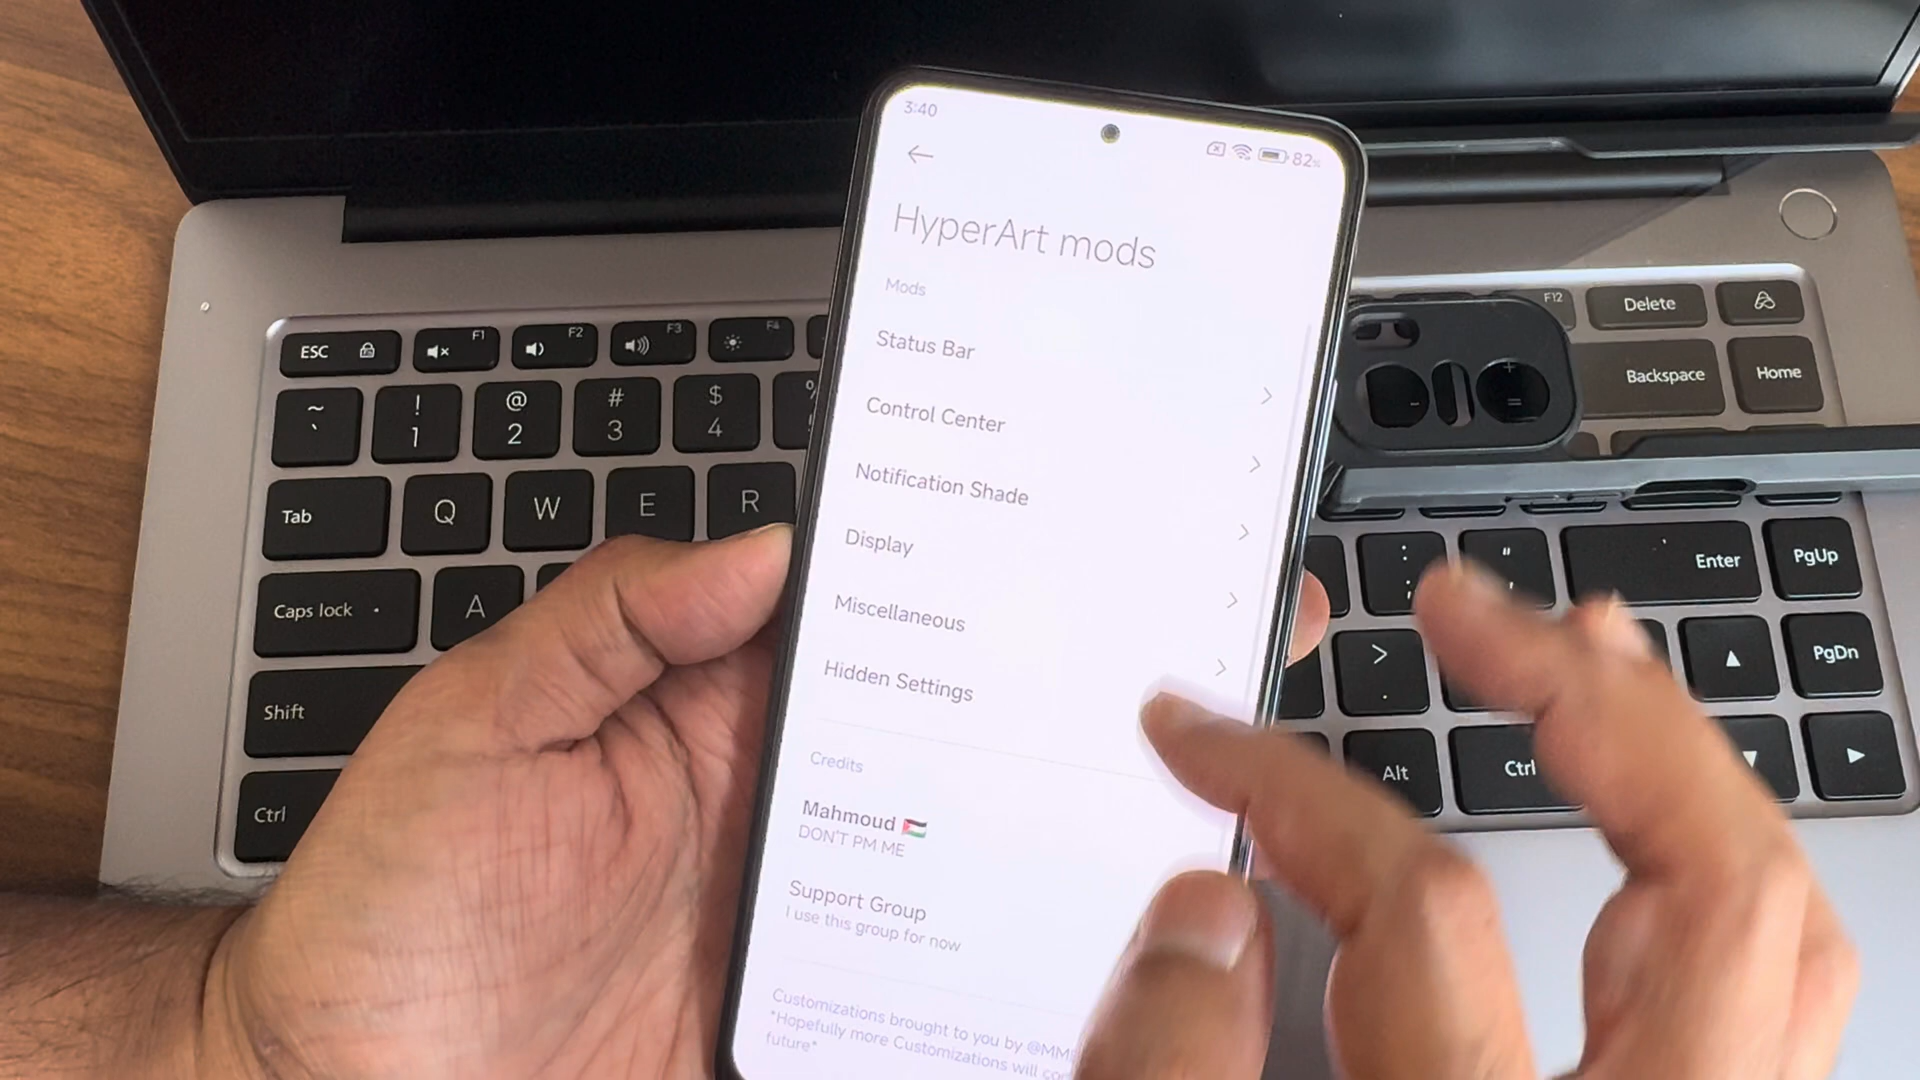 3:40
82%
HyperArt mods
Mods
Status Bar
Control Center
Notification Shade
Display
Miscellaneous
Hidden Settings
Credits
Mahmoud 🇵🇸
DON'T PM ME
Support Group
I use this group for now
Customizations brought to you by
*Hopefully more Customizations will
future*
ESC F1 F2 F3 F4
F12 Delete
~ ! @ # $ %
` 1 2 3 4
- + =
Backspace Home
Tab Q W E R
Caps lock A
: ; "
Enter PgUp
Shift
> .
▲ PgDn
Ctrl
Alt Ctrl ▼ ►